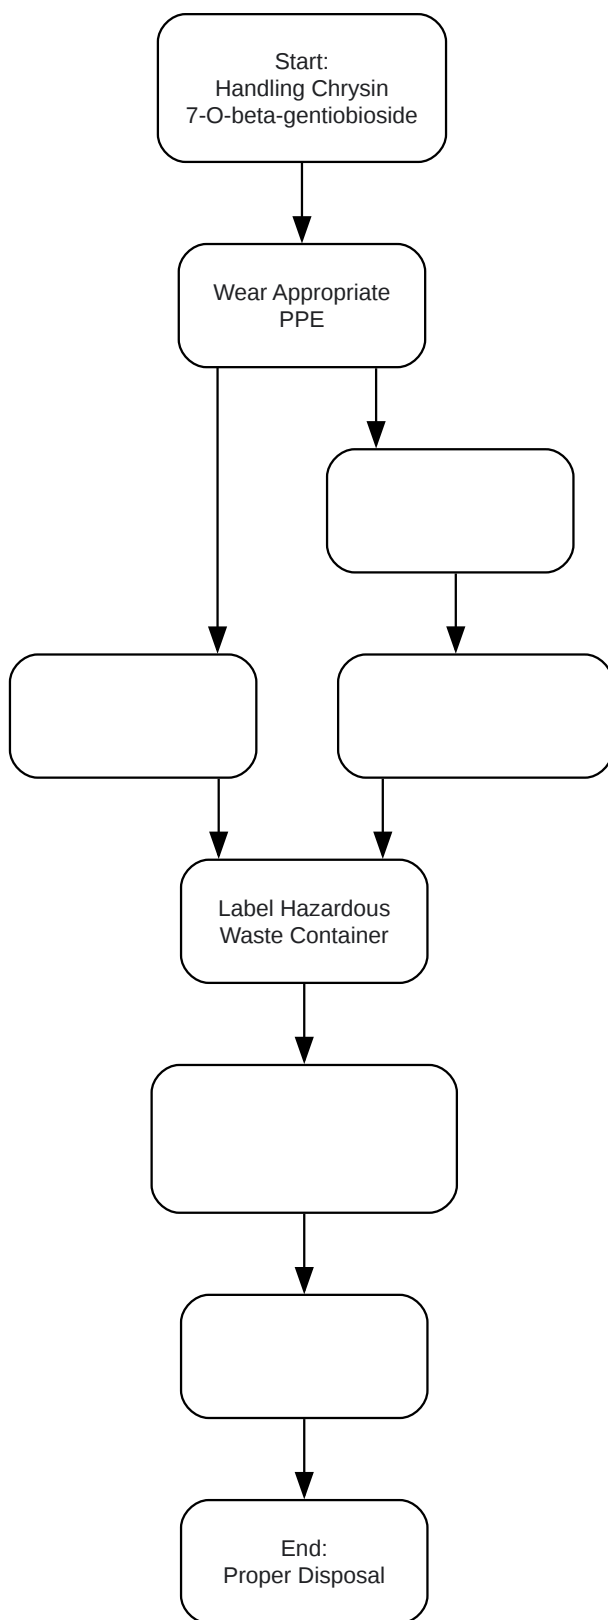 Start:
Handling Chrysin
7-O-beta-gentiobioside
Wear Appropriate
PPE
Label Hazardous
Waste Container
End:
Proper Disposal